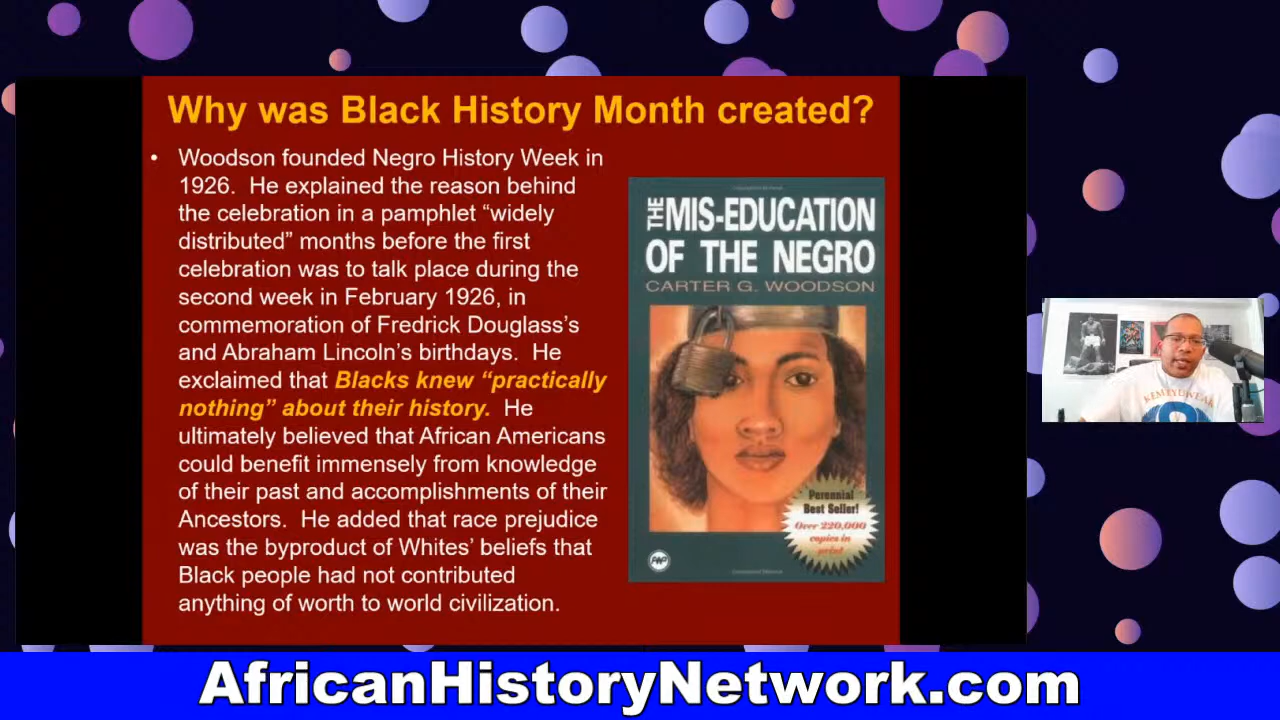 Why was Black History Month created?
• Woodson founded Negro History Week in
1926. He explained the reason behind
the celebration in a pamphlet “widely
distributed” months before the first
celebration was to talk place during the
second week in February 1926, in
commemoration of Fredrick Douglass’s
and Abraham Lincoln’s birthdays. He
exclaimed that Blacks knew “practically
nothing” about their history. He
ultimately believed that African Americans
could benefit immensely from knowledge
of their past and accomplishments of their
Ancestors. He added that race prejudice
was the byproduct of Whites’ beliefs that
Black people had not contributed
anything of worth to world civilization.
THE MIS-EDUCATION
OF THE NEGRO
CARTER G. WOODSON
Perennial
Best Seller!
Over 220,000
copies in
print
AWP
AfricanHistoryNetwork.com